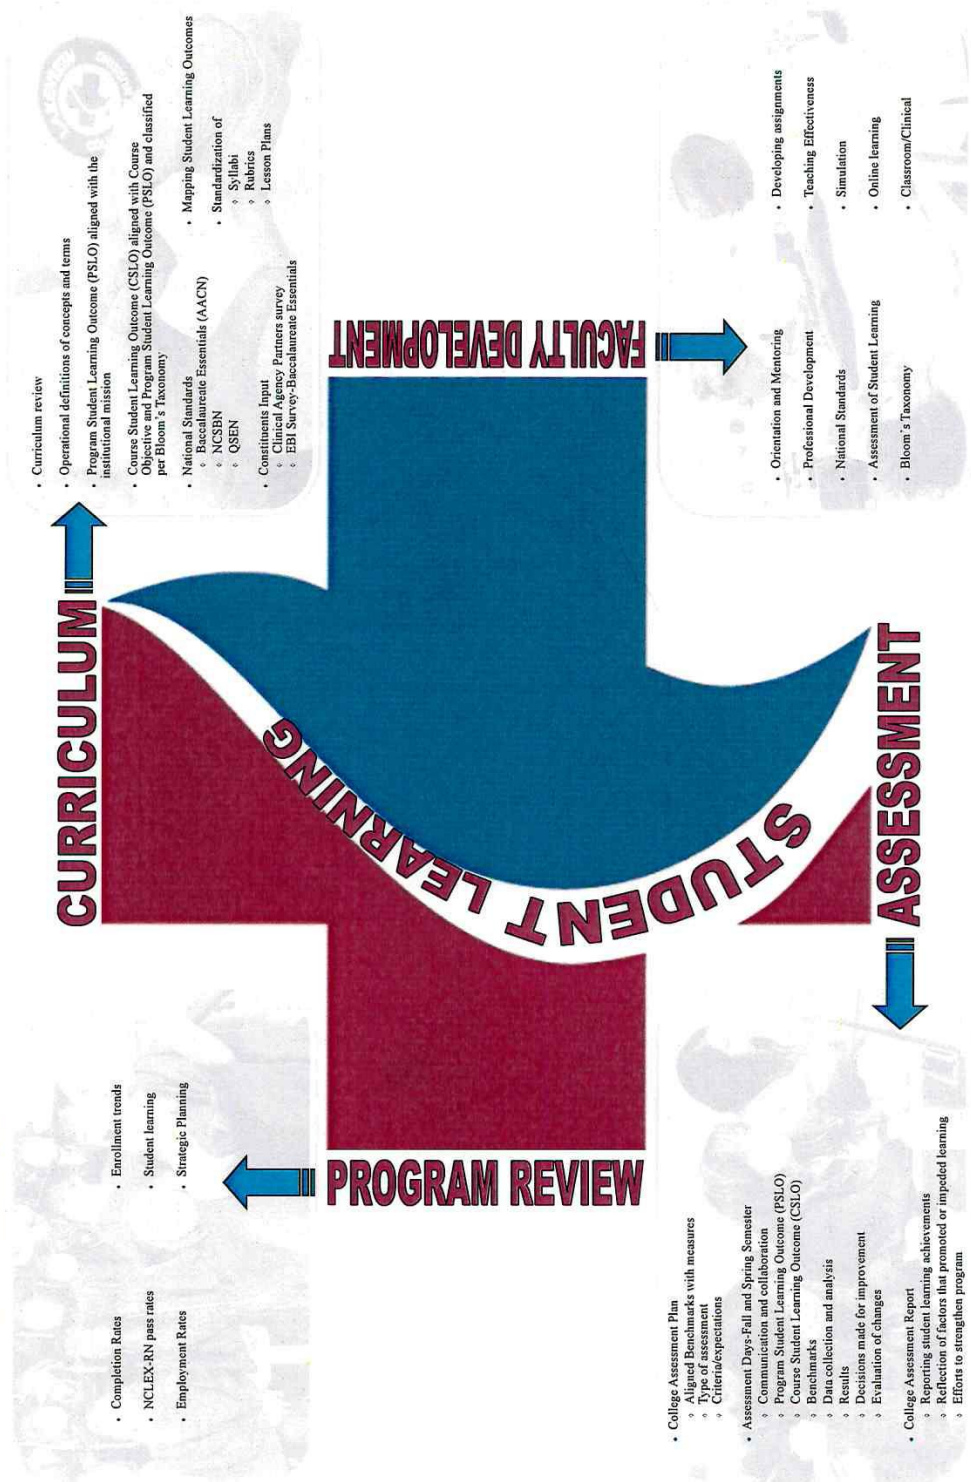 CURRICULUM
• Curriculum review
• Operational definitions of concepts and terms
• Program Student Learning Outcome (PSLO) aligned with the
institutional mission
• Course Student Learning Outcome (CSLO) aligned with Course
Objective and Program Student Learning Outcome (PSLO) and classified
per Bloom's Taxonomy
• National Standards
◦ Baccalaureate Essentials (AACN)
◦ NCSBN
◦ QSEN
• Constituents Input
◦ Clinical Agency Partners survey
◦ EBI Survey-Baccalaureate Essentials
• Mapping Student Learning Outcomes
• Standardization of
◦ Syllabi
◦ Rubrics
◦ Lesson Plans
PROGRAM REVIEW
• Completion Rates
• NCLEX-RN pass rates
• Employment Rates
• Enrollment trends
• Student learning
• Strategic Planning
STUDENT LEARNING
FACULTY DEVELOPMENT
• Orientation and Mentoring
• Professional Development
• National Standards
• Assessment of Student Learning
• Bloom's Taxonomy
• Developing assignments
• Teaching Effectiveness
• Simulation
• Online learning
• Classroom/Clinical
ASSESSMENT
• College Assessment Plan
◦ Aligned Benchmarks with measures
◦ Type of assessment
◦ Criteria/expectations
• Assessment Days-Fall and Spring Semester
◦ Communication and collaboration
◦ Program Student Learning Outcome (PSLO)
◦ Course Student Learning Outcome (CSLO)
◦ Benchmarks
◦ Data collection and analysis
◦ Results
◦ Decisions made for improvement
◦ Evaluation of changes
• College Assessment Report
◦ Reporting student learning achievements
◦ Reflection of factors that promoted or impeded learning
◦ Efforts to strengthen program